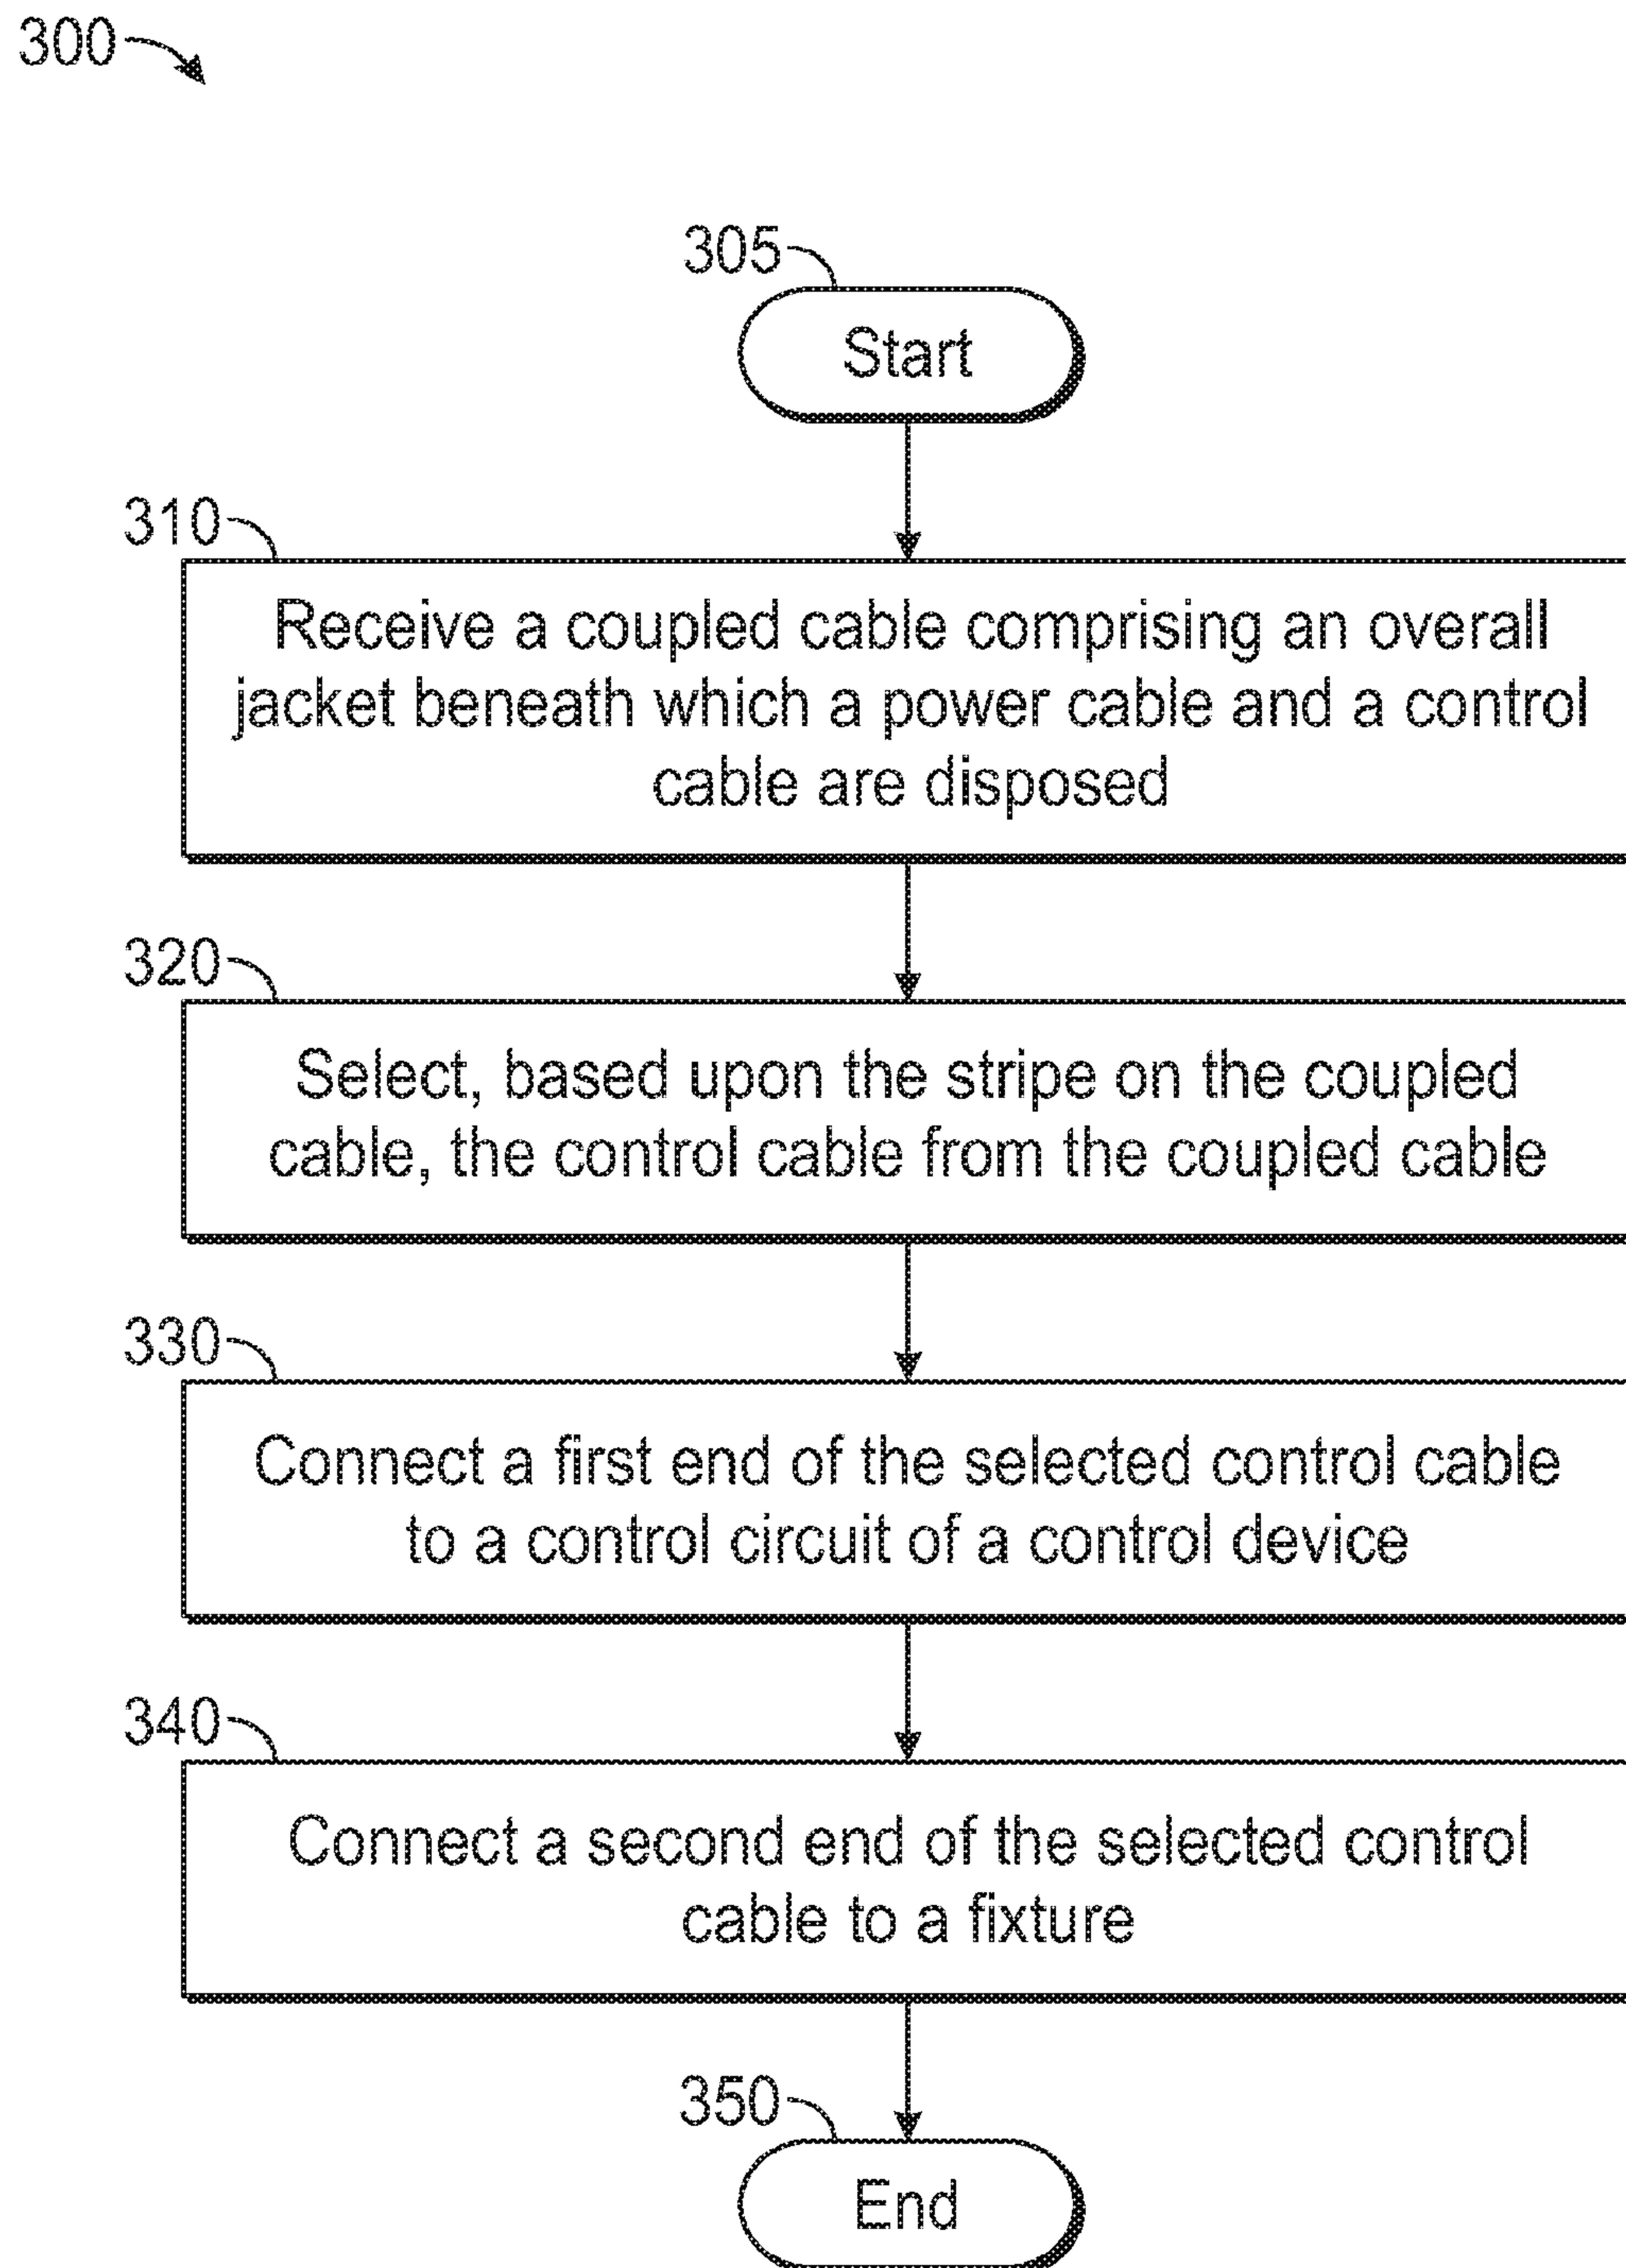 300
305
Start
310
Receive a coupled cable comprising an overall
jacket beneath which a power cable and a control
cable are disposed
320
Select, based upon the stripe on the coupled
cable, the control cable from the coupled cable
330
Connect a first end of the selected control cable
to a control circuit of a control device
340
Connect a second end of the selected control
cable to a fixture
350
End